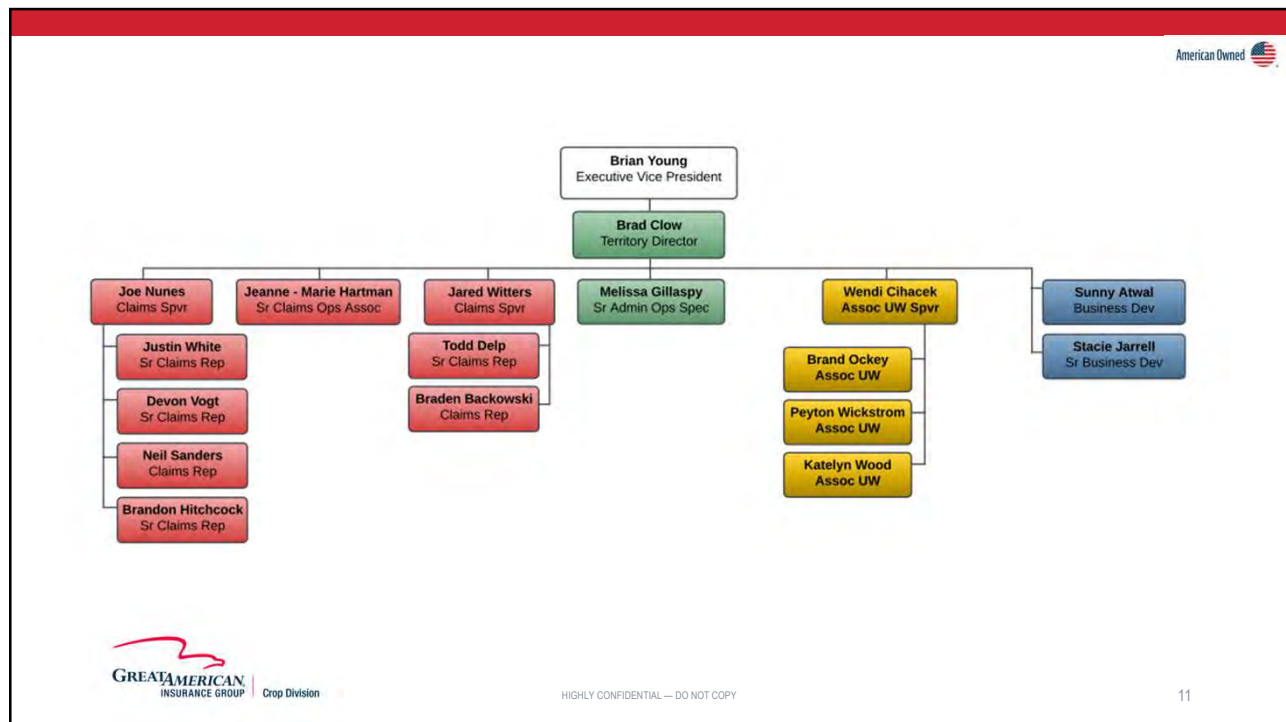 American Owned
Brian Young
Executive Vice President
Brad Clow
Territory Director
Joe Nunes
Claims Spvr
Jeanne - Marie Hartman
Sr Claims Ops Assoc
Jared Witters
Claims Spvr
Melissa Gillaspy
Sr Admin Ops Spec
Wendi Cihacek
Assoc UW Spvr
Sunny Atwal
Business Dev
Justin White
Sr Claims Rep
Devon Vogt
Sr Claims Rep
Neil Sanders
Claims Rep
Brandon Hitchcock
Sr Claims Rep
Todd Delp
Sr Claims Rep
Braden Backowski
Claims Rep
Brand Ockey
Assoc UW
Peyton Wickstrom
Assoc UW
Katelyn Wood
Assoc UW
Stacie Jarrell
Sr Business Dev
GREATAMERICAN.
INSURANCE GROUP
Crop Division
HIGHLY CONFIDENTIAL — DO NOT COPY
11